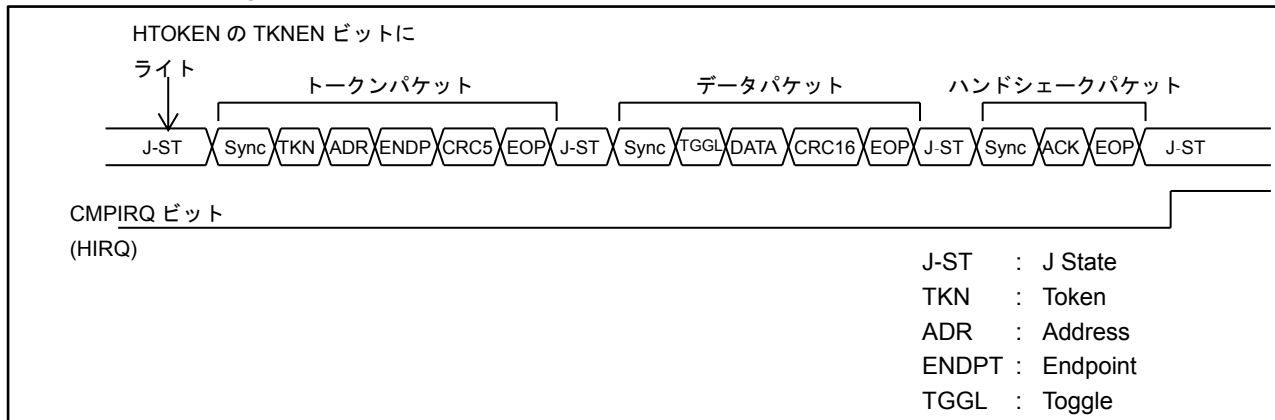 HTOKEN の TKNEN ビットに
ライト
トークンパケット データパケット ハンドシェークパケット
J-ST Sync TKN ADR ENDP CRC5 EOP J-ST Sync TGGL DATA CRC16 EOP J-ST Sync ACK EOP J-ST
CMPIRQ ビット
(HIRQ)
J-ST : J State
TKN : Token
ADR : Address
ENDPT : Endpoint
TGGL : Toggle